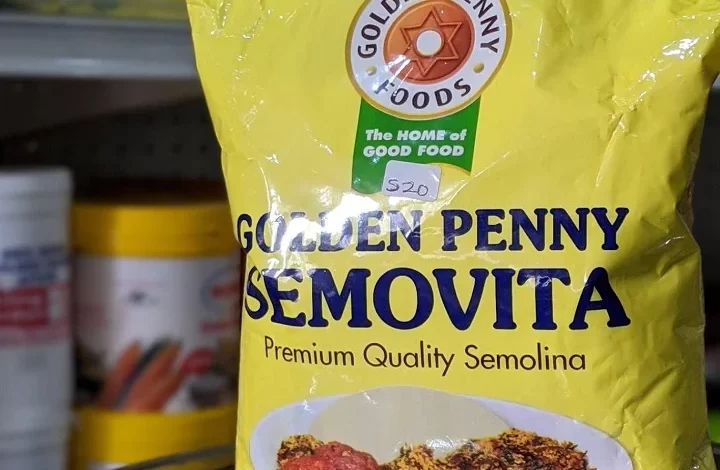 GOLDEN PENNY
FOODS
The HOME of
GOOD FOOD
520
GOLDEN PENNY
SEMOVITA
Premium Quality Semolina